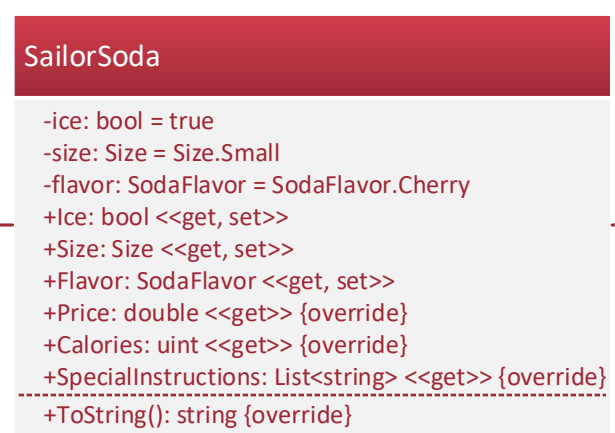 SailorSoda
-ice: bool = true
-size: Size = Size.Small
-flavor: SodaFlavor = SodaFlavor.Cherry
+Ice: bool <<get, set>>
+Size: Size <<get, set>>
+Flavor: SodaFlavor <<get, set>>
+Price: double <<get>> {override}
+Calories: uint <<get>> {override}
+SpecialInstructions: List<string> <<get>> {override}
+ToString(): string {override}